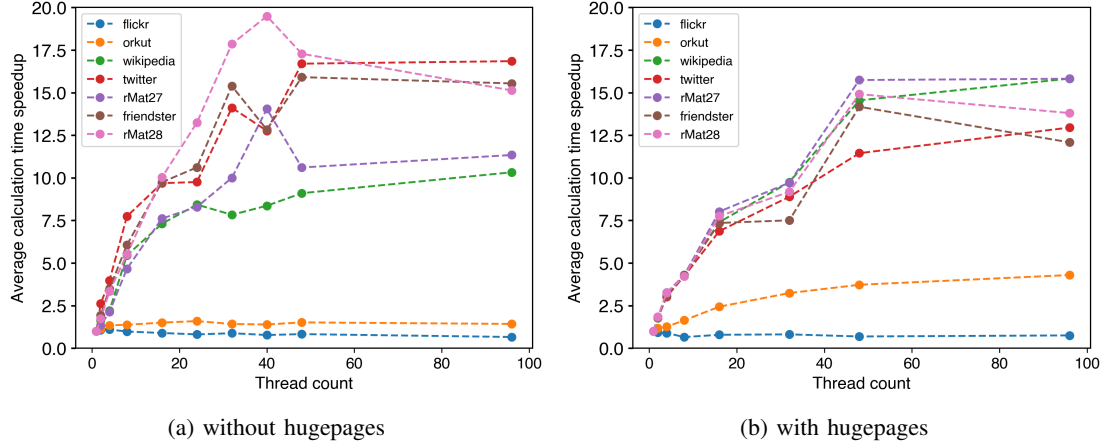 20.0
17.5
15.0
12.5
10.0
7.5
5.0
2.5
0.0
Average calculation time speedup
flickr
orkut
wikipedia
twitter
rMat27
friendster
rMat28
0 20 40 60 80 100
Thread count
(a) without hugepages
20.0
17.5
15.0
12.5
10.0
7.5
5.0
2.5
0.0
Average calculation time speedup
flickr
orkut
wikipedia
twitter
rMat27
friendster
rMat28
0 20 40 60 80 100
Thread count
(b) with hugepages